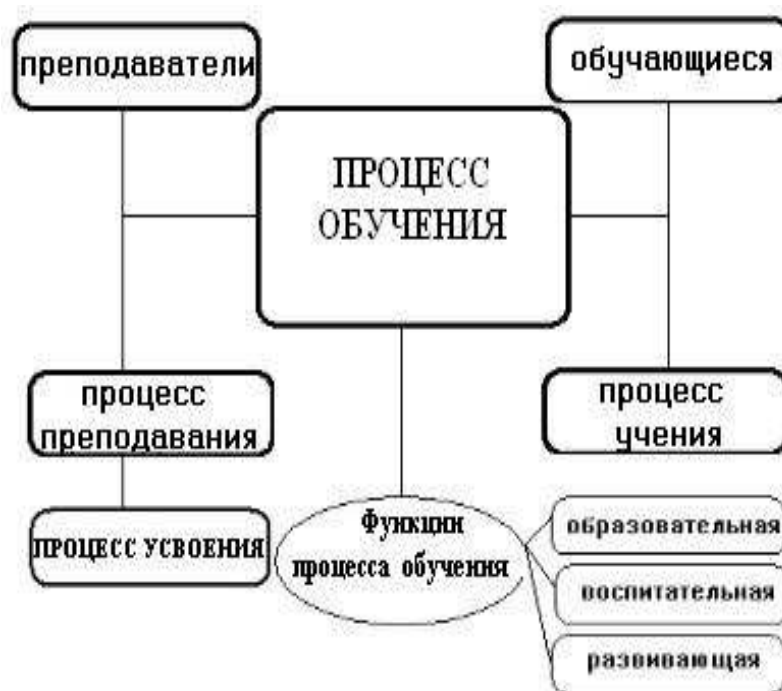 преподаватели
обучающиеся
ПРОЦЕСС
ОБУЧЕНИЯ
процесс
преподавания
процесс
учения
ПРОЦЕСС УСВОЕНИЯ
Функции
процесса обучения
образовательная
воспитательная
развивающая